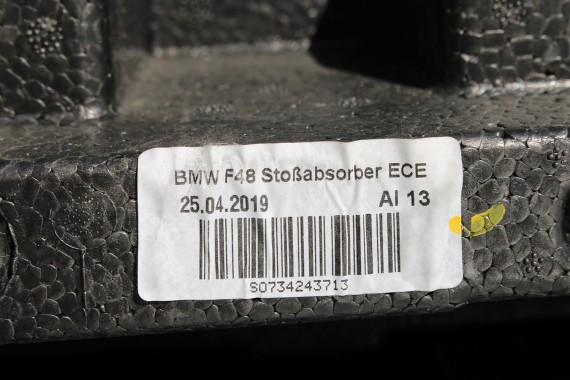 BMW F48 Stoßabsorber ECE
25.04.2019 AI 13
S0734243713